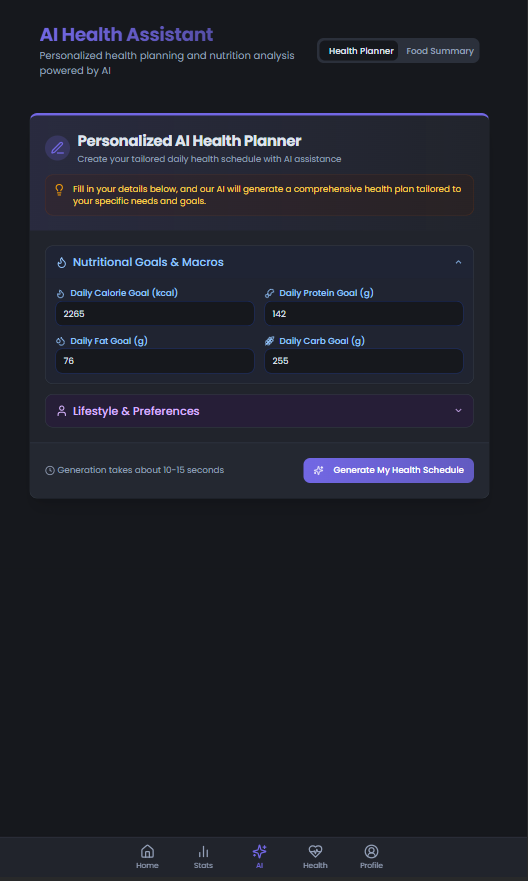 AI Health Assistant
Personalized health planning and nutrition analysis
powered by AI
Health Planner
Food Summary
Personalized AI Health Planner
Create your tailored daily health schedule with AI assistance
Fill in your details below, and our AI will generate a comprehensive health plan tailored to
your specific needs and goals.
Nutritional Goals & Macros
Daily Calorie Goal (kcal)
Daily Protein Goal (g)
2265
142
Daily Fat Goal (g)
Daily Carb Goal (g)
76
255
Lifestyle & Preferences
Generation takes about 10-15 seconds
Generate My Health Schedule
Home
Stats
AI
Health
Profile